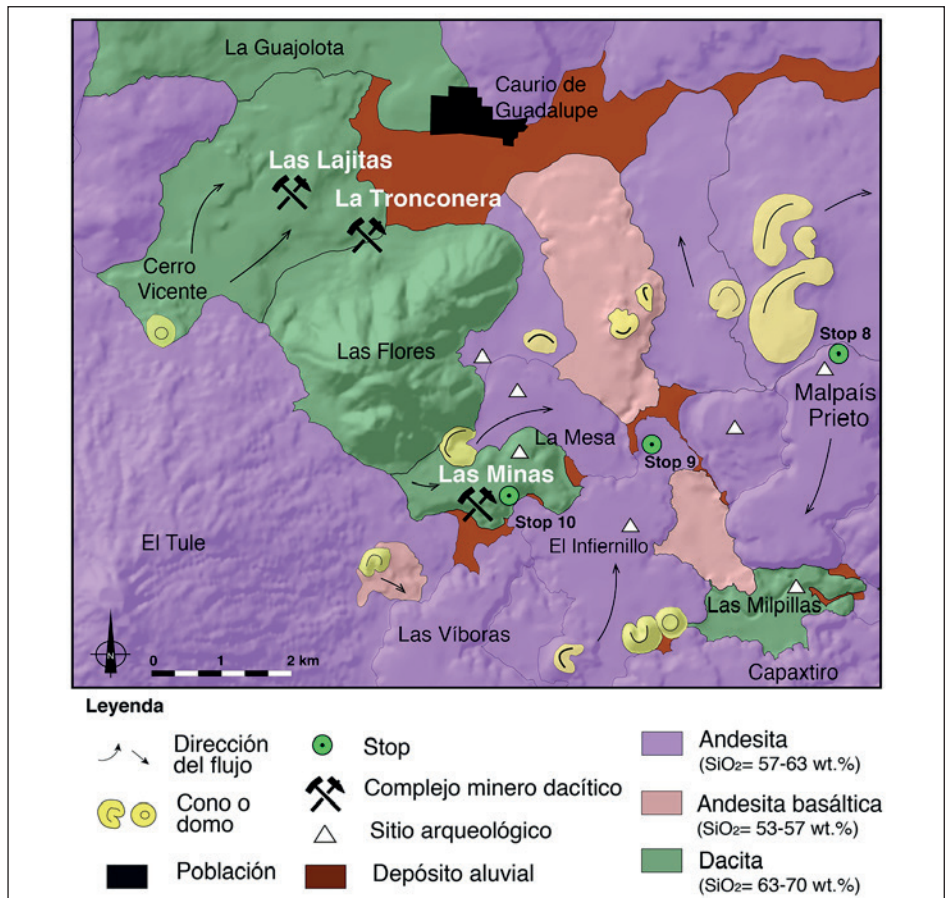 La Guajolota
Caurio de
Guadalupe
Las Lajitas
La Tronconera
Cerro
Vicente
Las Flores
Stop 8
Malpaís
Prieto
La Mesa
Stop 9
Las Minas
Stop 10
El Infiernillo
El Tule
Las Milpillas
Las Víboras
Capaxtiro
N
0 1 2 km
Leyenda
Dirección
del flujo
Cono o
domo
Población
Stop
Complejo minero dacítico
Sitio arqueológico
Depósito aluvial
Andesita
(SiO2= 57-63 wt.%)
Andesita basáltica
(SiO2= 53-57 wt.%)
Dacita
(SiO2= 63-70 wt.%)